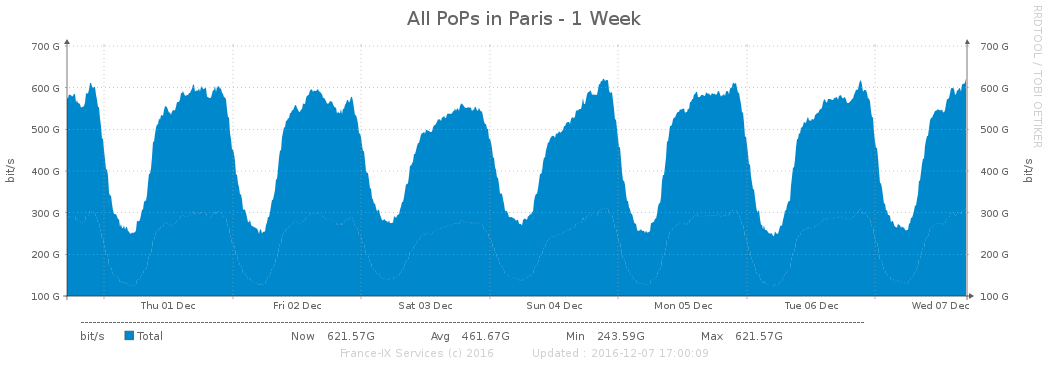 All PoPs in Paris - 1 Week
RRDTOOL / TOBI OETIKER
700 G 700 G
600 G 600 G
500 G 500 G
400 G 400 G
300 G 300 G
200 G 200 G
100 G 100 G
bit/s bit/s
Thu 01 Dec Fri 02 Dec Sat 03 Dec Sun 04 Dec Mon 05 Dec Tue 06 Dec Wed 07 Dec
bit/s Total Now 621.57G Avg 461.67G Min 243.59G Max 621.57G
France-IX Services (c) 2016 Updated : 2016-12-07 17:00:09